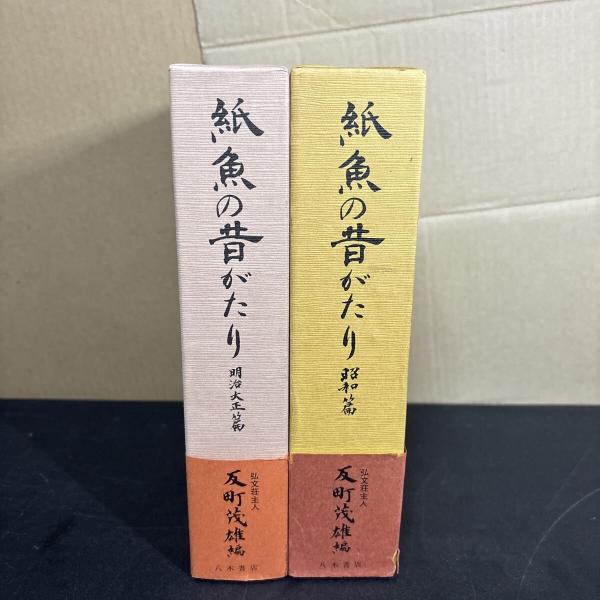 紙魚の昔がたり
明治大正篇
弘文荘主人
反町茂雄編
八木書店
紙魚の昔がたり
昭和篇
弘文荘主人
反町茂雄編
八木書店